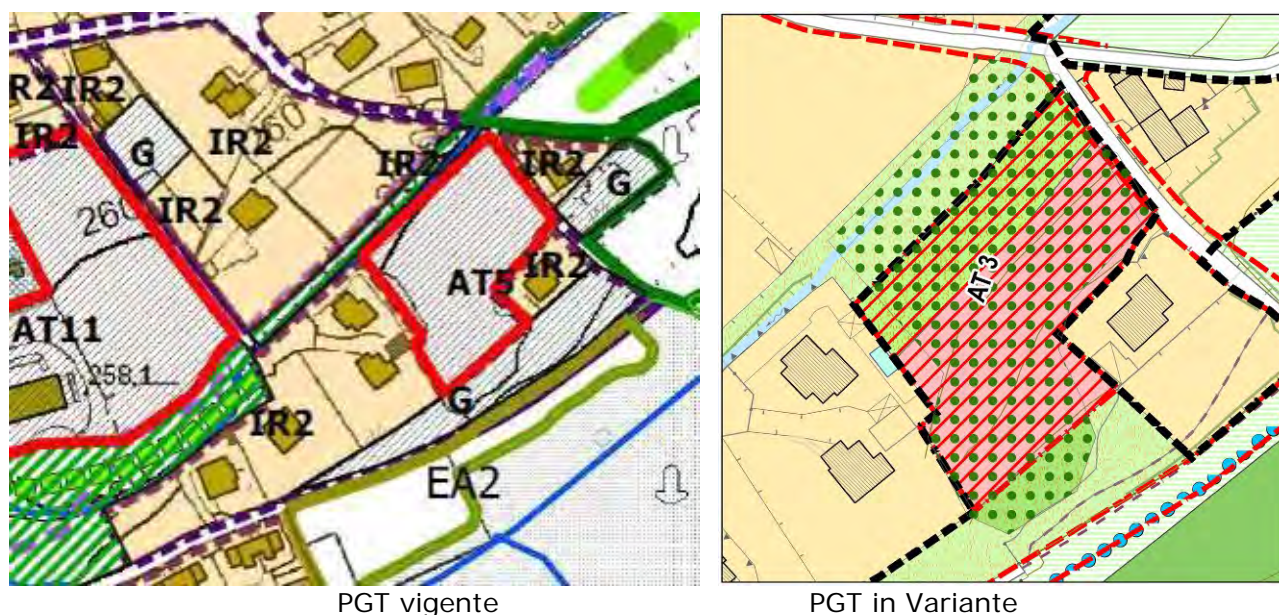 R2
IR2
IR2
G
IR2
60
IR2
IR2
G
IR2
260
AT5
IR2
AT11
258.1
G
IR2
EA2
AT 3
PGT vigente
PGT in Variante